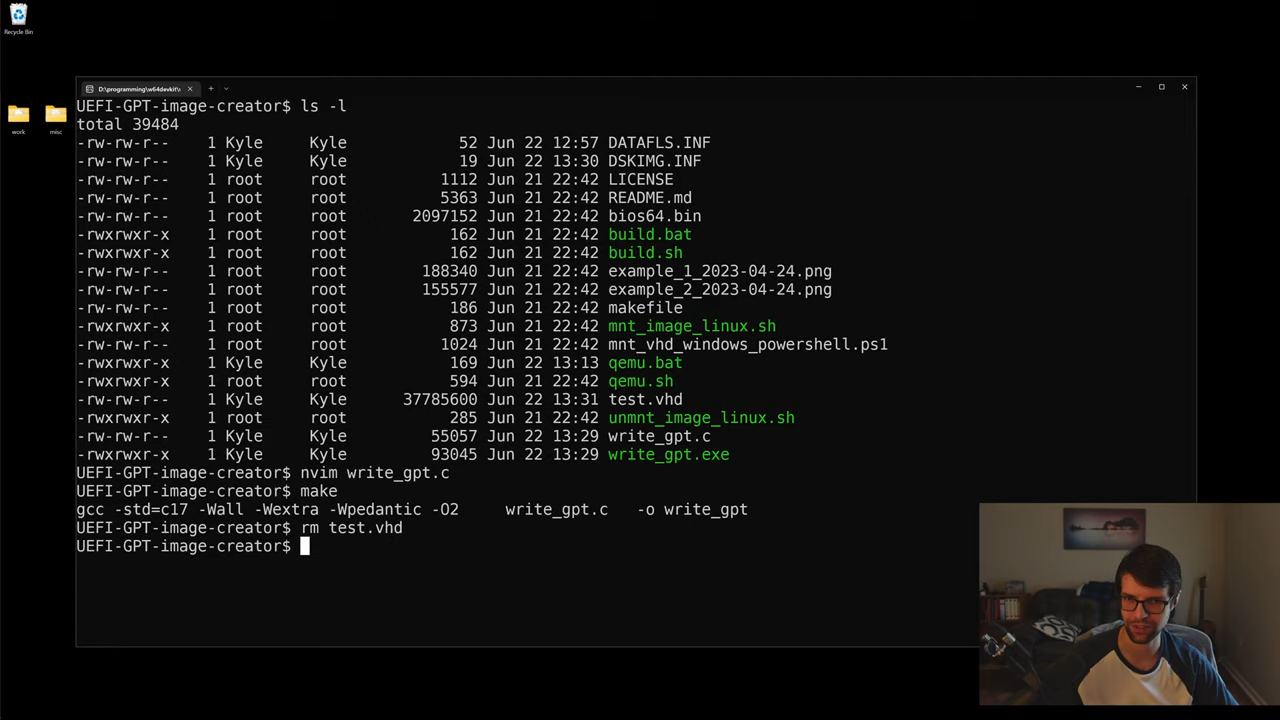 Recycle Bin
work
misc
D:\programming\w64devkit\
UEFI-GPT-image-creator$ ls -l
total 39484
-rw-rw-r-- 1 Kyle Kyle 52 Jun 22 12:57 DATAFLS.INF
-rw-rw-r-- 1 Kyle Kyle 19 Jun 22 13:30 DSKIMG.INF
-rw-rw-r-- 1 root root 1112 Jun 21 22:42 LICENSE
-rw-rw-r-- 1 root root 5363 Jun 21 22:42 README.md
-rw-rw-r-- 1 root root 2097152 Jun 21 22:42 bios64.bin
-rwxrwxr-x 1 root root 162 Jun 21 22:42 build.bat
-rwxrwxr-x 1 root root 162 Jun 21 22:42 build.sh
-rw-rw-r-- 1 root root 188340 Jun 21 22:42 example_1_2023-04-24.png
-rw-rw-r-- 1 root root 155577 Jun 21 22:42 example_2_2023-04-24.png
-rw-rw-r-- 1 root root 186 Jun 21 22:42 makefile
-rwxrwxr-x 1 root root 873 Jun 21 22:42 mnt_image_linux.sh
-rw-rw-r-- 1 root root 1024 Jun 21 22:42 mnt_vhd_windows_powershell.ps1
-rwxrwxr-x 1 Kyle Kyle 169 Jun 22 13:13 qemu.bat
-rwxrwxr-x 1 root root 594 Jun 21 22:42 qemu.sh
-rw-rw-r-- 1 Kyle Kyle 37785600 Jun 22 13:31 test.vhd
-rwxrwxr-x 1 root root 285 Jun 21 22:42 unmnt_image_linux.sh
-rw-rw-r-- 1 Kyle Kyle 55057 Jun 22 13:29 write_gpt.c
-rwxrwxr-x 1 Kyle Kyle 93045 Jun 22 13:29 write_gpt.exe
UEFI-GPT-image-creator$ nvim write_gpt.c
UEFI-GPT-image-creator$ make
gcc -std=c17 -Wall -Wextra -Wpedantic -O2 write_gpt.c -o write_gpt
UEFI-GPT-image-creator$ rm test.vhd
UEFI-GPT-image-creator$